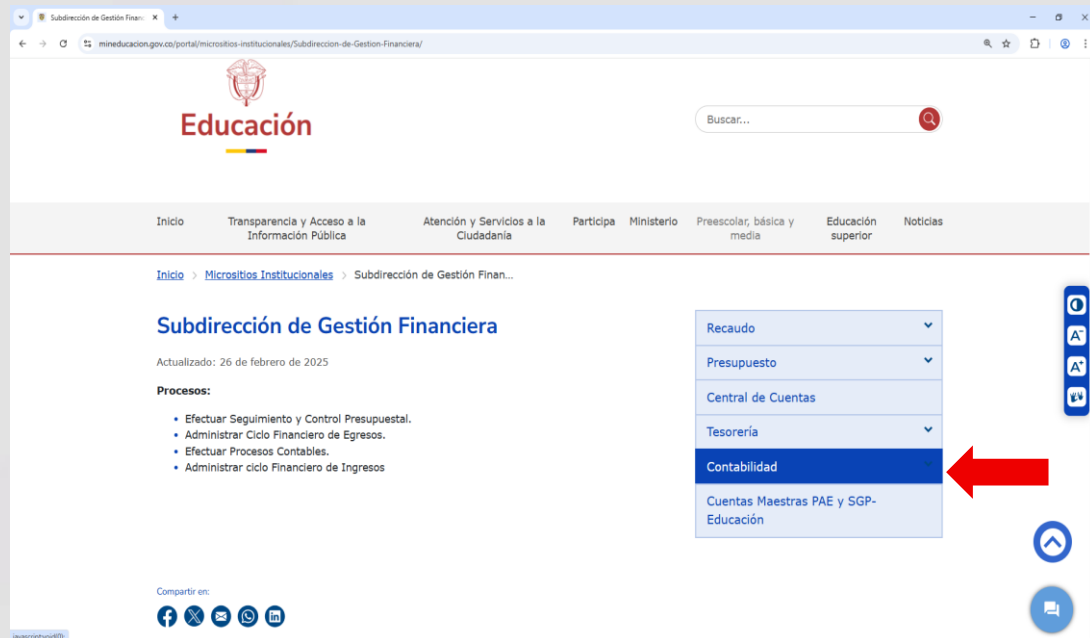 Subdirección de Gestión Financ
mineducacion.gov.co/portal/micrositios-institucionales/Subdireccion-de-Gestion-Financiera/
Educación
Buscar...
Inicio
Transparencia y Acceso a la
Información Pública
Atención y Servicios a la
Ciudadanía
Participa
Ministerio
Preescolar, básica y
media
Educación
superior
Noticias
Inicio > Micrositios Institucionales > Subdirección de Gestión Finan...
Subdirección de Gestión Financiera
Actualizado: 26 de febrero de 2025
Procesos:
• Efectuar Seguimiento y Control Presupuestal.
• Administrar Ciclo Financiero de Egresos.
• Efectuar Procesos Contables.
• Administrar ciclo Financiero de Ingresos
Recaudo
Presupuesto
Central de Cuentas
Tesorería
Contabilidad
Cuentas Maestras PAE y SGP-
Educación
A-
A+
Compartir en:
javascript:void(0);